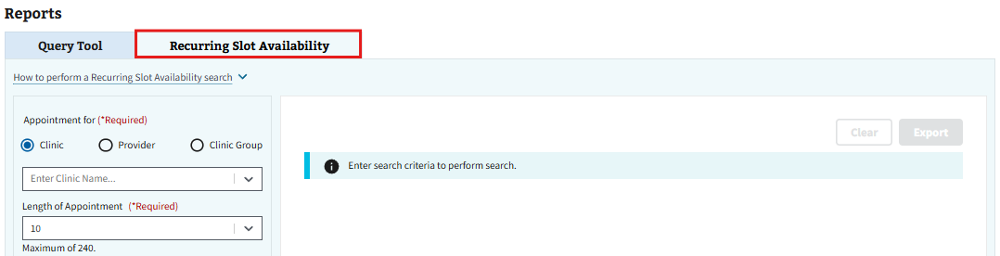 Reports
Query Tool
Recurring Slot Availability
How to perform a Recurring Slot Availability search
Appointment for (*Required)
Clinic
Provider
Clinic Group
Enter Clinic Name...
Length of Appointment (*Required)
10
Maximum of 240.
Clear
Export
Enter search criteria to perform search.